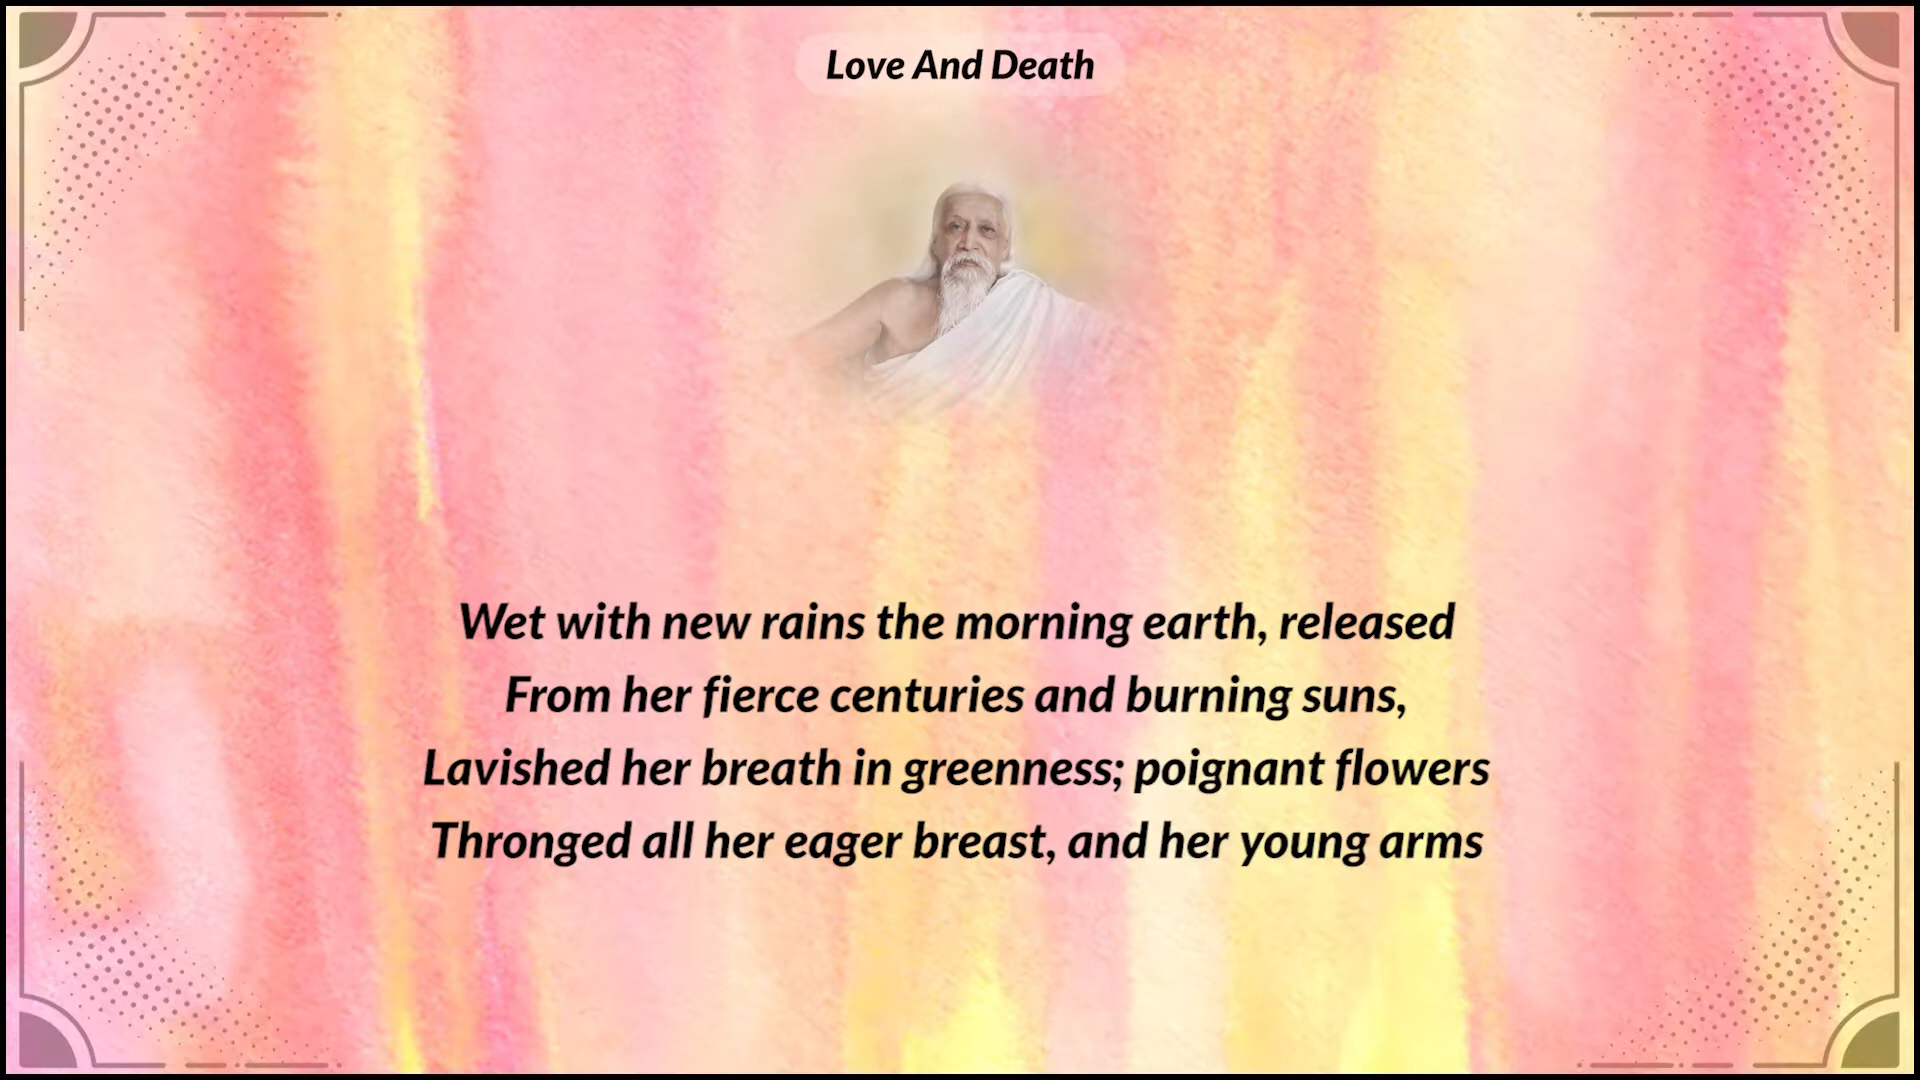 Love And Death
Wet with new rains the morning earth, released
From her fierce centuries and burning suns,
Lavished her breath in greenness; poignant flowers
Thronged all her eager breast, and her young arms